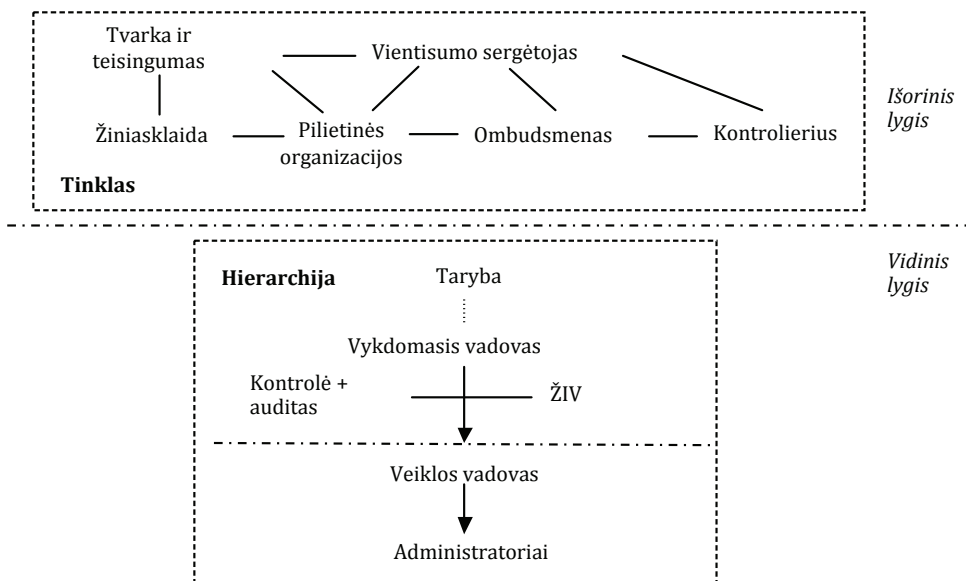 Tvarka ir
teisingumas
Vientisumo sergėtojas
Išorinis
lygis
Žiniasklaida
Pilietinės
organizacijos
Ombudsmenas
Kontrolierius
Tinklas
Hierarchija
Taryba
Vidinis
lygis
Vykdomasis vadovas
Kontrolė +
auditas
ŽIV
Veiklos vadovas
Administratoriai